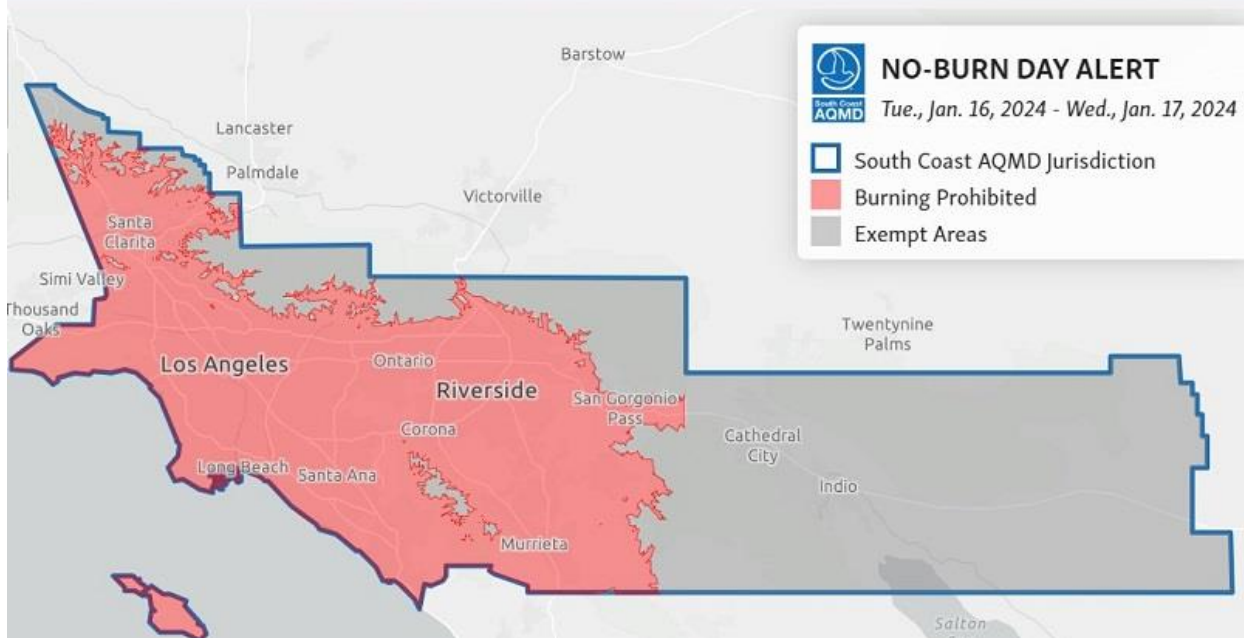 Barstow
NO-BURN DAY ALERT
South Coast
AQMD
Tue., Jan. 16, 2024 - Wed., Jan. 17, 2024
South Coast AQMD Jurisdiction
Burning Prohibited
Exempt Areas
Lancaster
Palmdale
Victorville
Santa
Clarita
Simi Valley
Thousand
Oaks
Twentynine
Palms
Los Angeles
Ontario
Riverside
San Gorgonio
Pass
Corona
Cathedral
City
Long Beach
Santa Ana
Indio
Murrieta
Salton